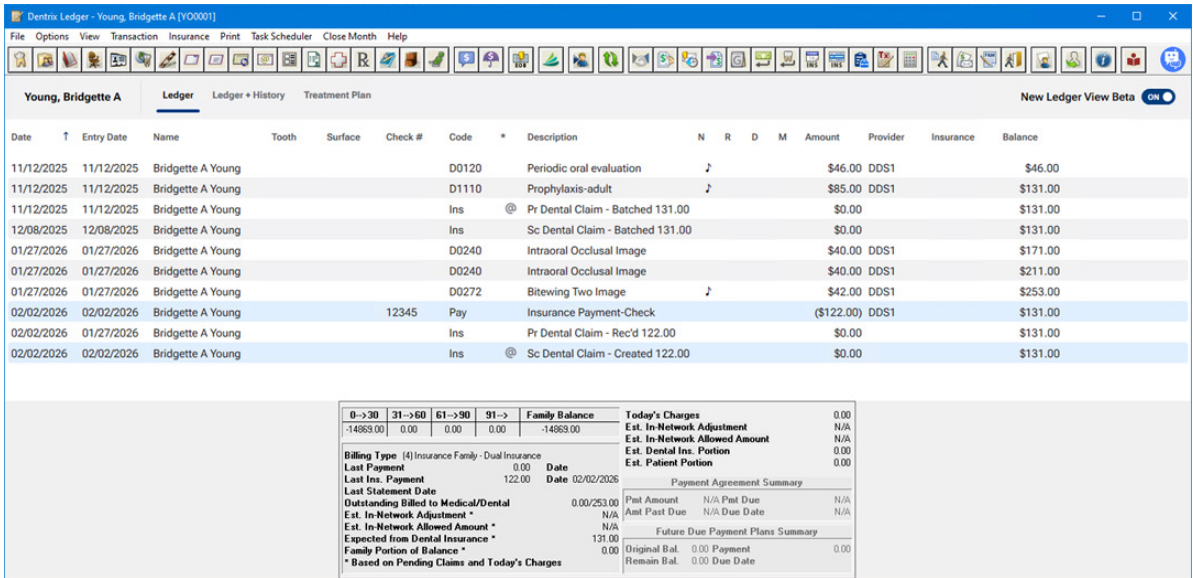 Dentrix Ledger - Young, Bridgette A [YO0001]
File Options View Transaction Insurance Print Task Scheduler Close Month Help
Young, Bridgette A Ledger Ledger + History Treatment Plan New Ledger View Beta ON
Date ↑ Entry Date Name Tooth Surface Check # Code * Description N R D M Amount Provider Insurance Balance
11/12/2025 11/12/2025 Bridgette A Young D0120 Periodic oral evaluation ♪ $46.00 DDS1 $46.00
11/12/2025 11/12/2025 Bridgette A Young D1110 Prophylaxis-adult ♪ $85.00 DDS1 $131.00
11/12/2025 11/12/2025 Bridgette A Young Ins @ Pr Dental Claim - Batched 131.00 $0.00 $131.00
12/08/2025 12/08/2025 Bridgette A Young Ins Sc Dental Claim - Batched 131.00 $0.00 $131.00
01/27/2026 01/27/2026 Bridgette A Young D0240 Intraoral Occlusal Image $40.00 DDS1 $171.00
01/27/2026 01/27/2026 Bridgette A Young D0240 Intraoral Occlusal Image $40.00 DDS1 $211.00
01/27/2026 01/27/2026 Bridgette A Young D0272 Bitewing Two Image ♪ $42.00 DDS1 $253.00
02/02/2026 02/02/2026 Bridgette A Young 12345 Pay Insurance Payment-Check ($122.00) DDS1 $131.00
02/02/2026 01/27/2026 Bridgette A Young Ins Pr Dental Claim - Rec'd 122.00 $0.00 $131.00
02/02/2026 02/02/2026 Bridgette A Young Ins @ Sc Dental Claim - Created 122.00 $0.00 $131.00
0-->30 31-->60 61-->90 91--> Family Balance
-14869.00 0.00 0.00 0.00 -14869.00
Billing Type (4) Insurance Family - Dual Insurance
Last Payment 0.00 Date
Last Ins. Payment 122.00 Date 02/02/2026
Last Statement Date
Outstanding Billed to Medical/Dental 0.00/253.00
Est. In-Network Adjustment * N/A
Est. In-Network Allowed Amount * N/A
Expected from Dental Insurance * 131.00
Family Portion of Balance * 0.00
* Based on Pending Claims and Today's Charges
Today's Charges 0.00
Est. In-Network Adjustment N/A
Est. In-Network Allowed Amount N/A
Est. Dental Ins. Portion 0.00
Est. Patient Portion 0.00
Payment Agreement Summary
Pmt Amount N/A Pmt Due N/A
Amt Past Due N/A Due Date N/A
Future Due Payment Plans Summary
Original Bal. 0.00 Payment 0.00
Remain Bal. 0.00 Due Date